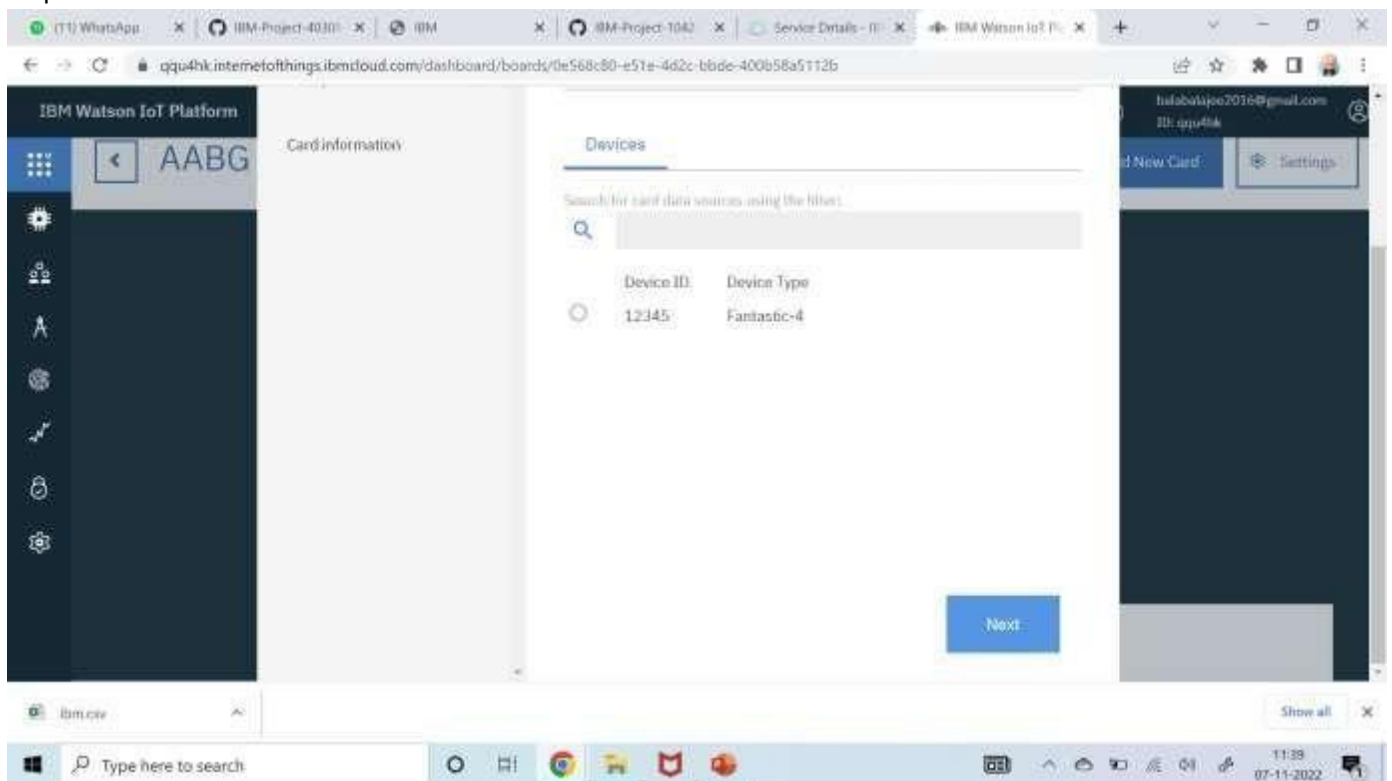 (11) WhatsApp
IBM-Project-40301
IBM
IBM-Project-1042
Service Details - IB
IBM Watson IoT Pl
qqu4hk.internetofthings.ibmcloud.com/dashboard/boards/0e568c80-e51e-4d2c-bbde-400b58a5112b
IBM Watson IoT Platform
ID: qqu4hk
AABG
Card information
Devices
d New Card
Settings
Search for card data sources using the filter:
Device ID
Device Type
12345
Fantastic-4
Next
ibm.csv
Show all
Type here to search
11:39
07-11-2022